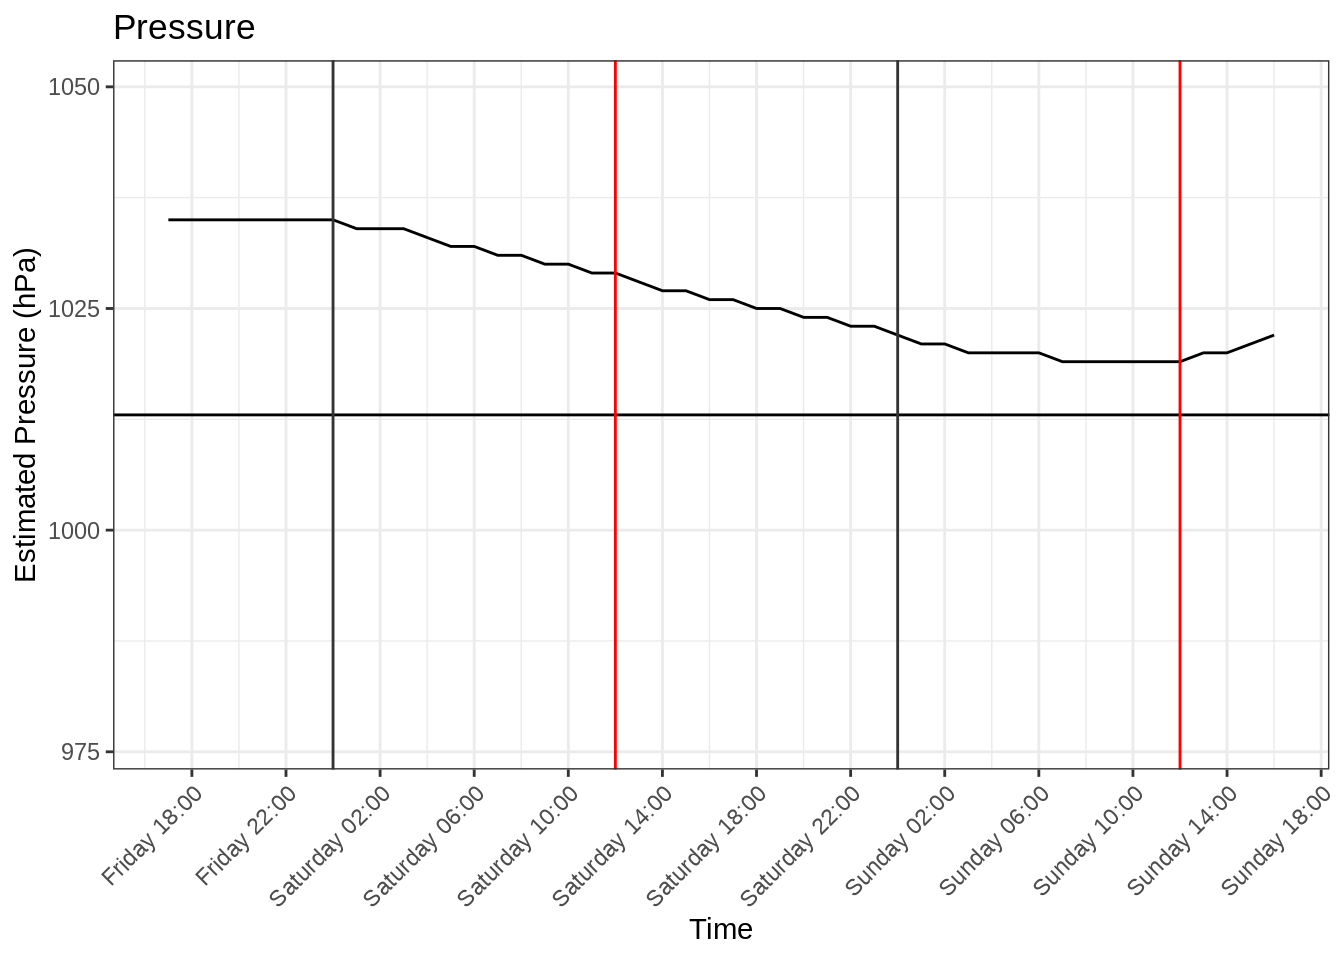 Pressure
Estimated Pressure (hPa)
1050
1025
1000
975
Friday 18:00
Friday 22:00
Saturday 02:00
Saturday 06:00
Saturday 10:00
Saturday 14:00
Saturday 18:00
Saturday 22:00
Sunday 02:00
Sunday 06:00
Sunday 10:00
Sunday 14:00
Sunday 18:00
Time